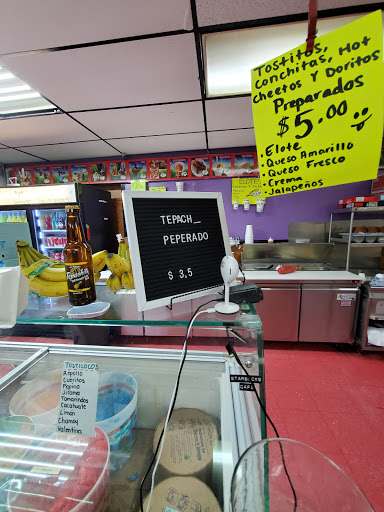 Tostitos,
Conchitas, Hot
cheetos Y Doritos
Preparados
$5.00
• Elote
• Queso Amarillo
• Queso Fresco
• Crema
• Jalapeños
TEPACH_
PEPERADO
$ 3.5
TOSTILOCOS
Cueritos
Pepino
Jicama
Tamarindos
Cacahuate
Limon
Chamoy
Valentina